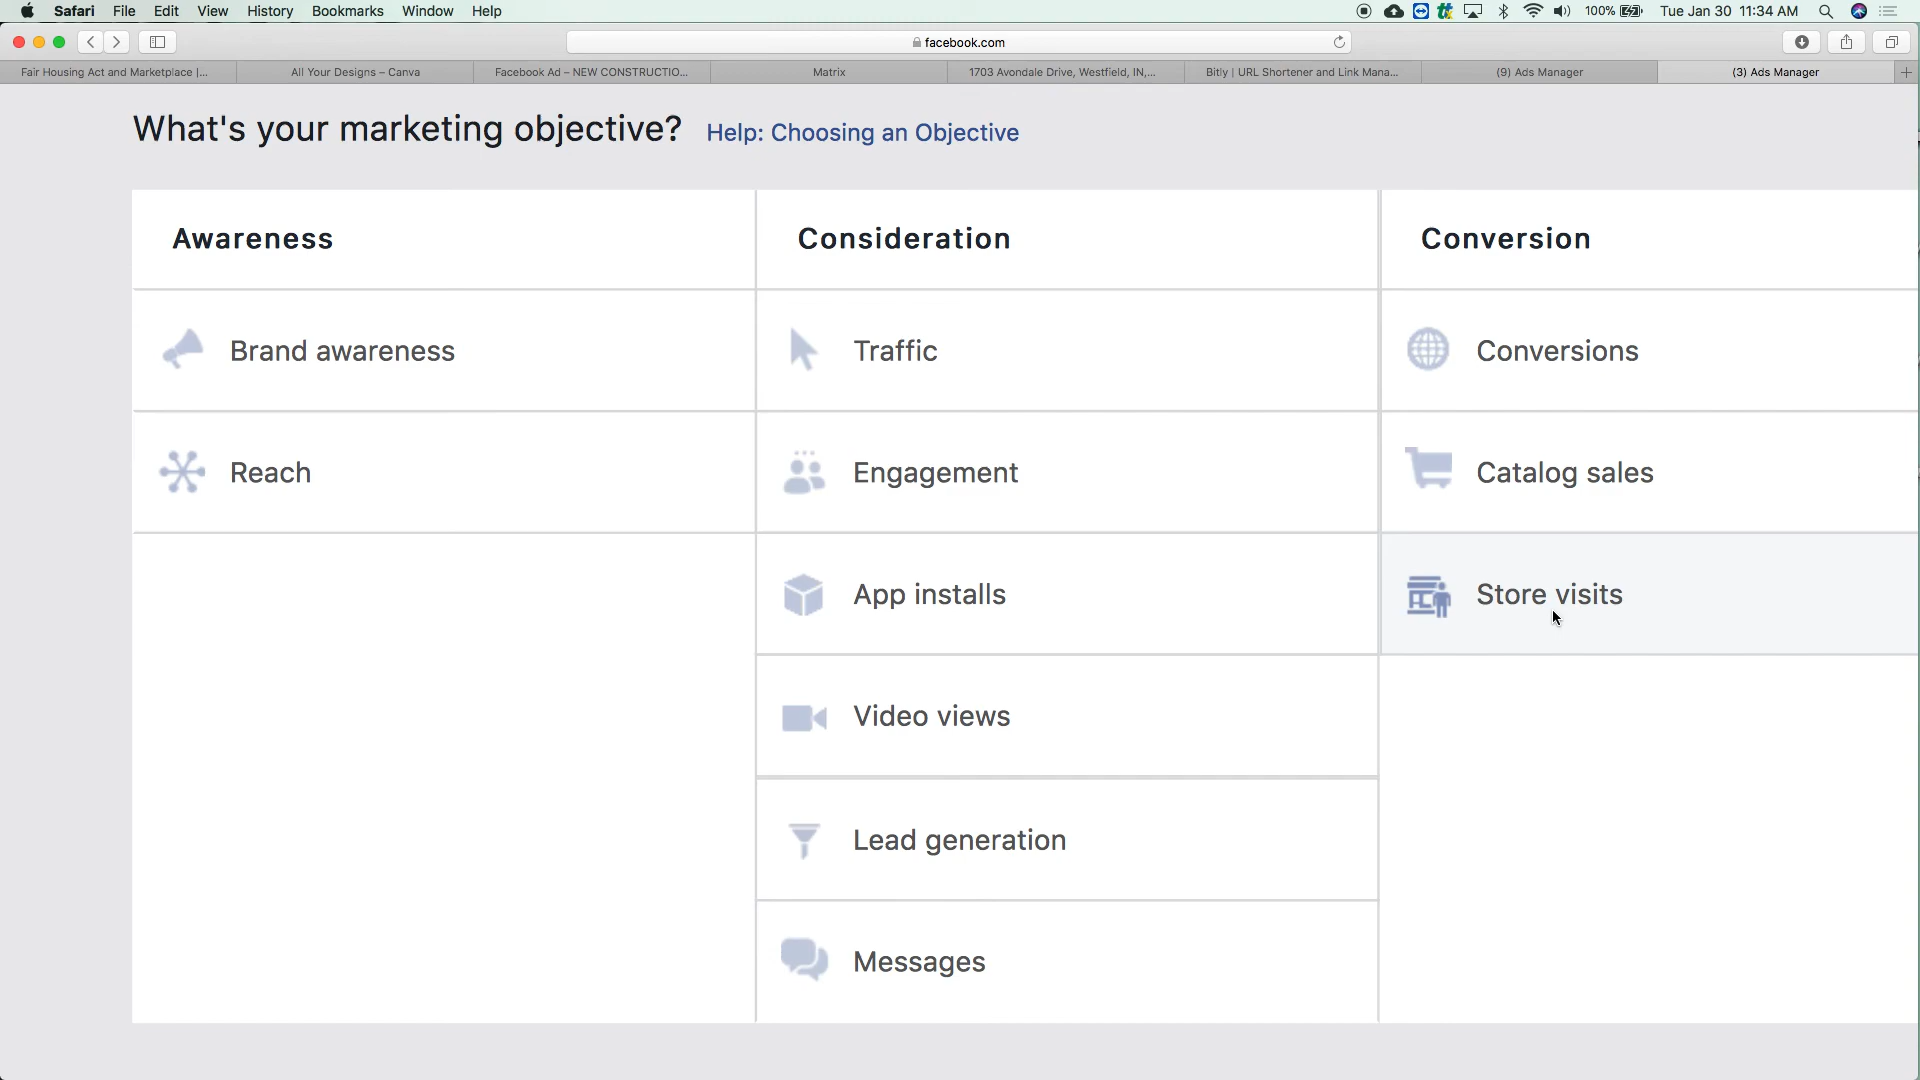 Safari File Edit View History Bookmarks Window Help 100% Tue Jan 30 11:34 AM
facebook.com
Fair Housing Act and Marketplace |... All Your Designs – Canva Facebook Ad – NEW CONSTRUCTIO... Matrix 1703 Avondale Drive, Westfield, IN,... Bitly | URL Shortener and Link Mana... (9) Ads Manager (3) Ads Manager
What's your marketing objective? Help: Choosing an Objective
Awareness Consideration Conversion
Brand awareness Traffic Conversions
Reach Engagement Catalog sales
App installs Store visits
Video views
Lead generation
Messages